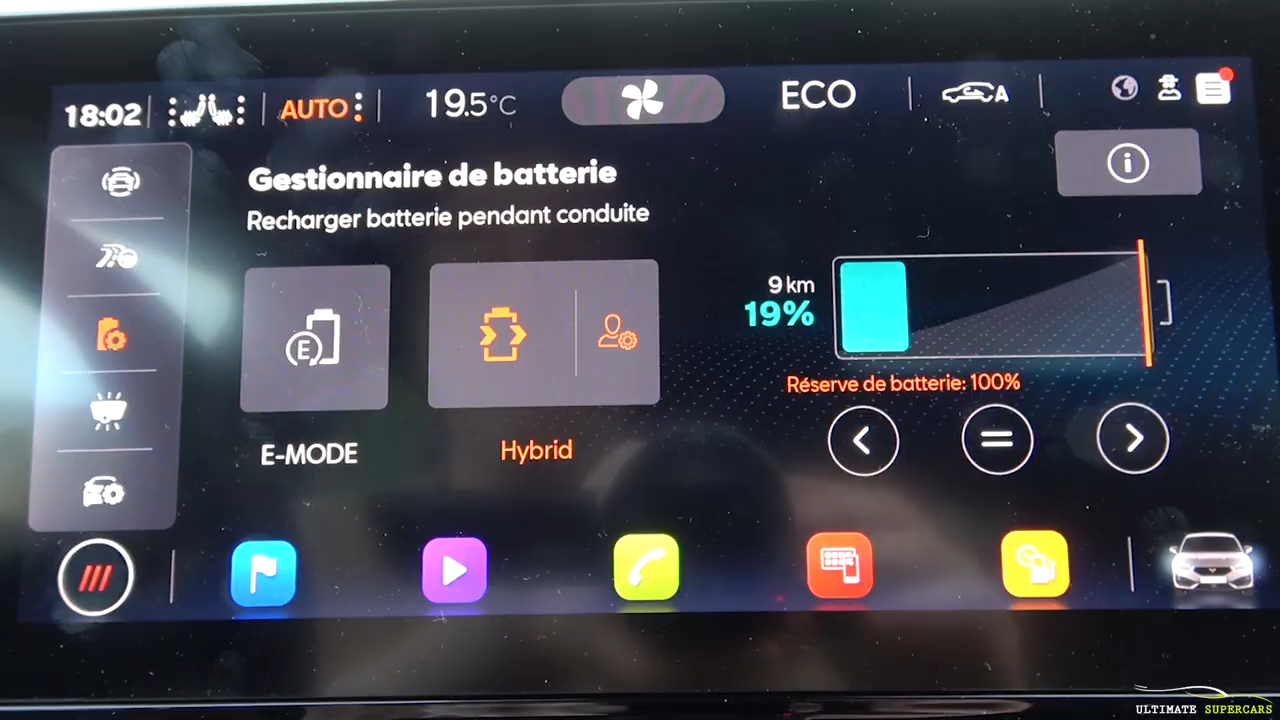 18:02
AUTO
19.5°C
ECO
A
Gestionnaire de batterie
Recharger batterie pendant conduite
9 km
19%
Réserve de batterie: 100%
E
E-MODE
Hybrid
ULTIMATE SUPERCARS